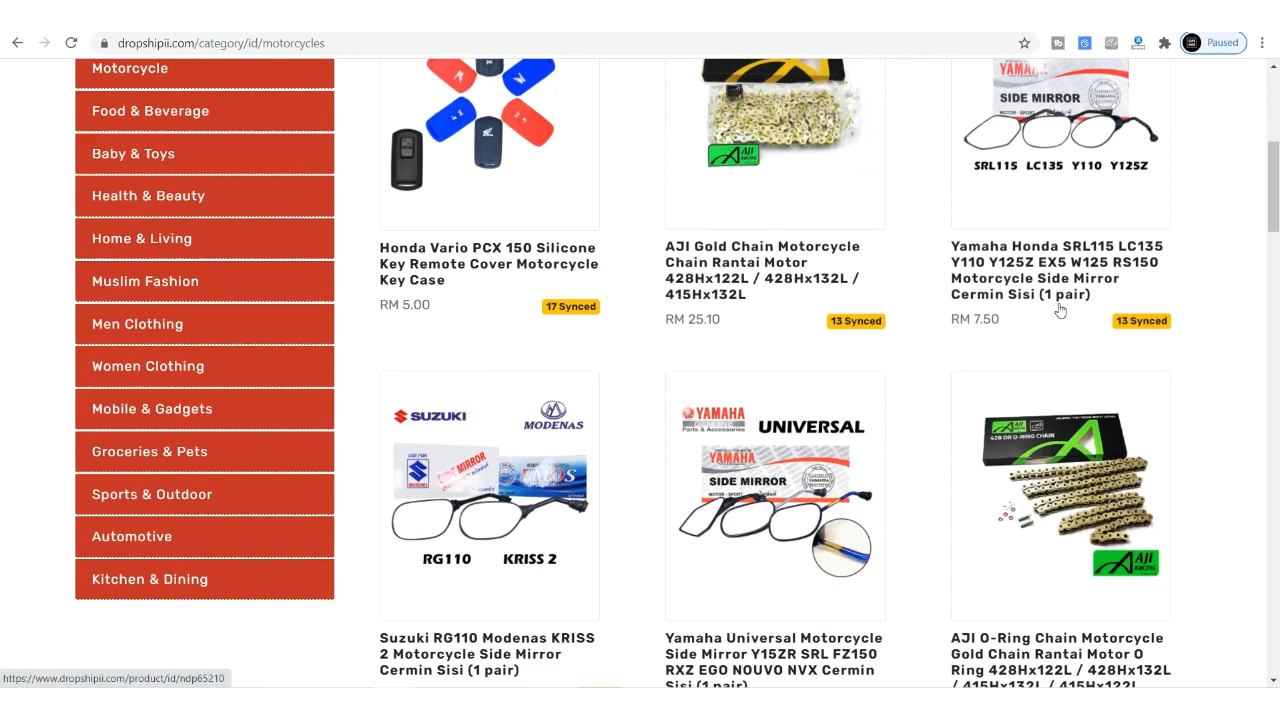 dropshipii.com/category/id/motorcycles
Paused
Motorcycle
Food & Beverage
Baby & Toys
Health & Beauty
Home & Living
Muslim Fashion
Men Clothing
Women Clothing
Mobile & Gadgets
Groceries & Pets
Sports & Outdoor
Automotive
Kitchen & Dining
Honda Vario PCX 150 Silicone
Key Remote Cover Motorcycle
Key Case
RM 5.00
17 Synced
AJI
RACING
AJI Gold Chain Motorcycle
Chain Rantai Motor
428Hx122L / 428Hx132L /
415Hx132L
RM 25.10
13 Synced
YAMAHA
SIDE MIRROR
SRL115 LC135 Y110 Y125Z
Yamaha Honda SRL115 LC135
Y110 Y125Z EX5 W125 RS150
Motorcycle Side Mirror
Cermin Sisi (1 pair)
RM 7.50
13 Synced
SUZUKI
MODENAS
USE FOR
SIDE MIRROR
RG110 KRISS 2
Suzuki RG110 Modenas KRISS
2 Motorcycle Side Mirror
Cermin Sisi (1 pair)
YAMAHA
GENUINE
Parts & Accessories
UNIVERSAL
YAMAHA
SIDE MIRROR
MOTOR - SPORT
Yamaha Universal Motorcycle
Side Mirror Y15ZR SRL FZ150
RXZ EGO NOUVO NVX Cermin
Sisi (1 pair)
AJI
428 OR O-RING CHAIN
AJI
RACING
AJI O-Ring Chain Motorcycle
Gold Chain Rantai Motor O
Ring 428Hx122L / 428Hx132L
/ 415Hx132L / 415Hx122L
https://www.dropshipii.com/product/id/ndp65210